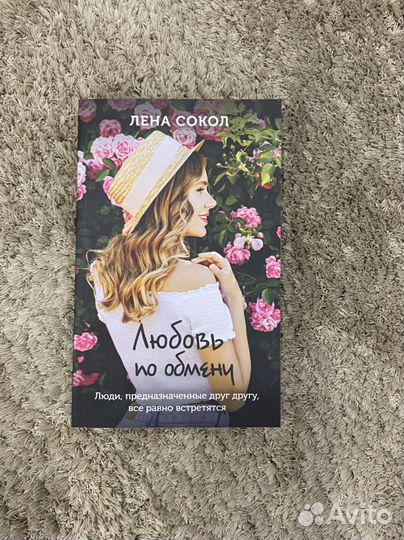 ЛЕНА СОКОЛ
Любовь
по обмену
Люди, предназначенные друг другу,
все равно встретятся
Avito